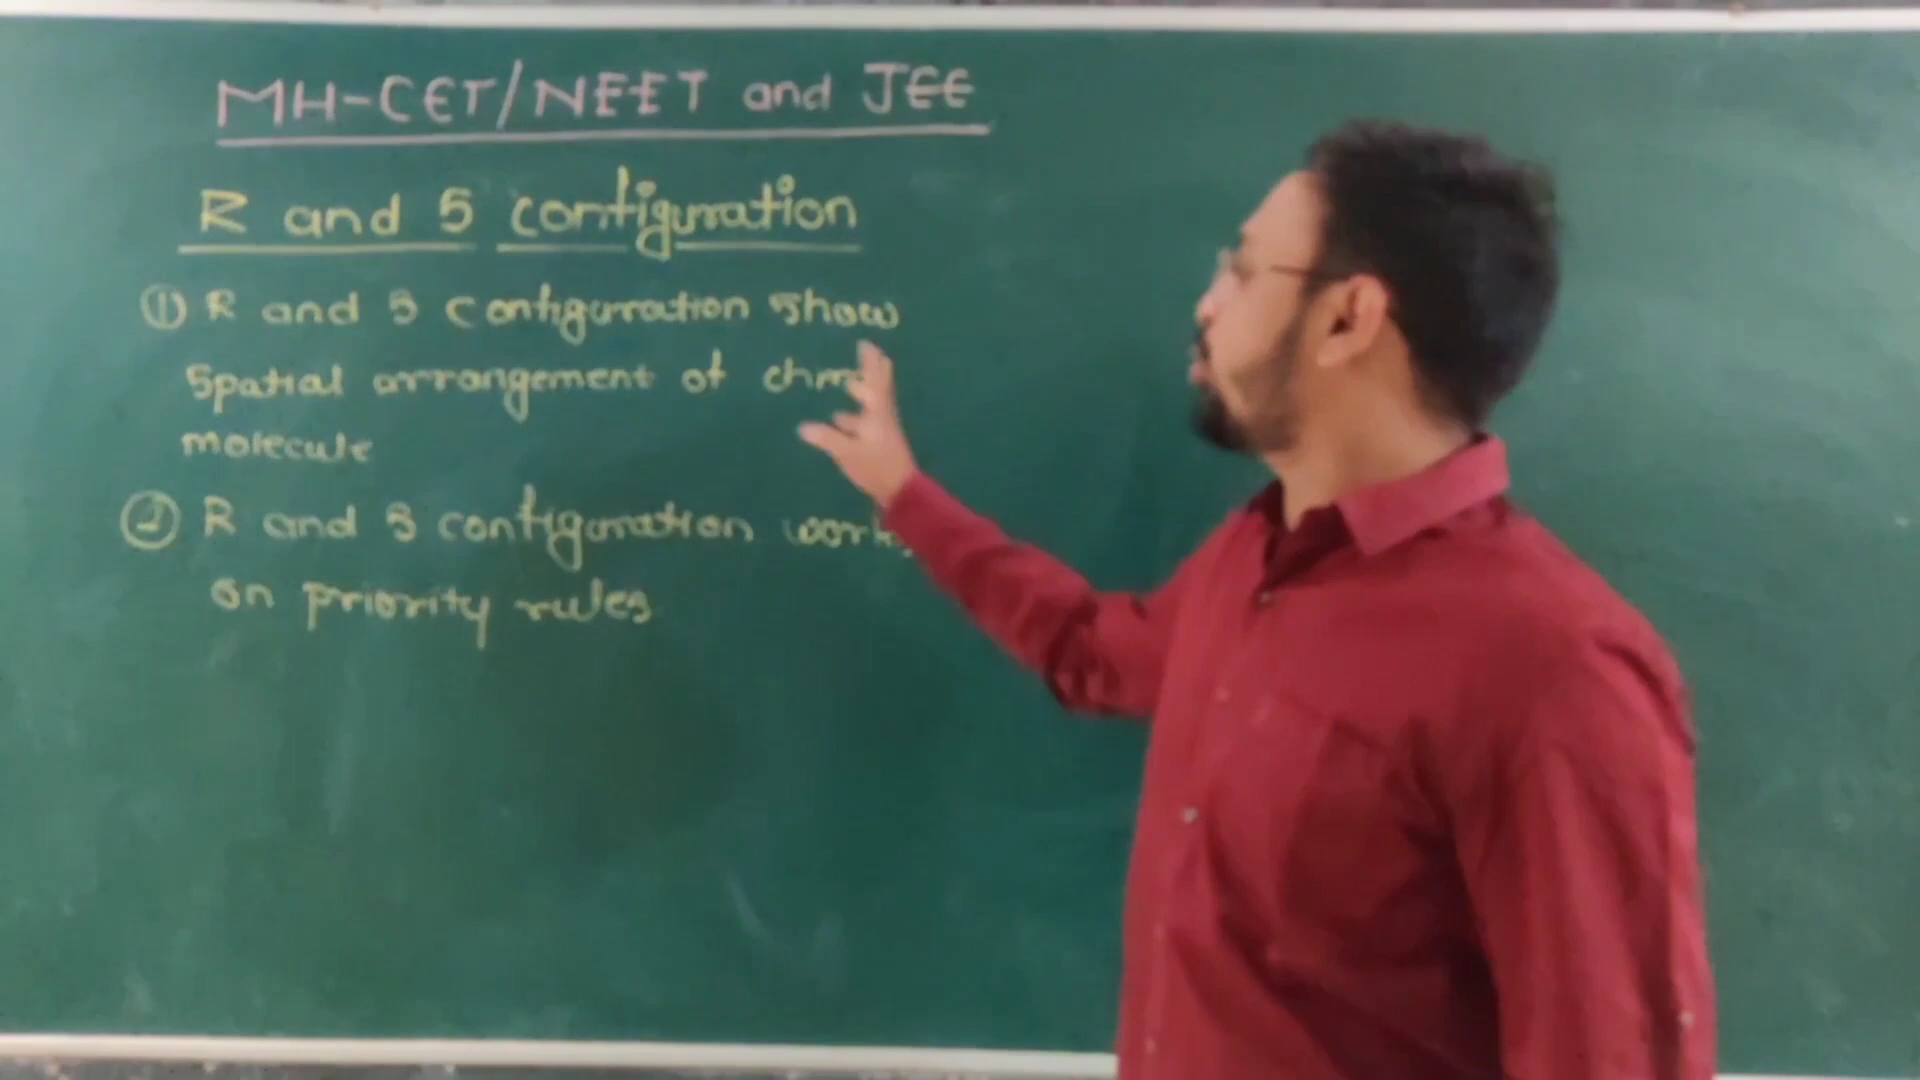 MH-CET/NEET and JEE
R and S configuration
① R and S configuration show
Spatial arrangement of
molecule
② R and S configuration
on priority rules